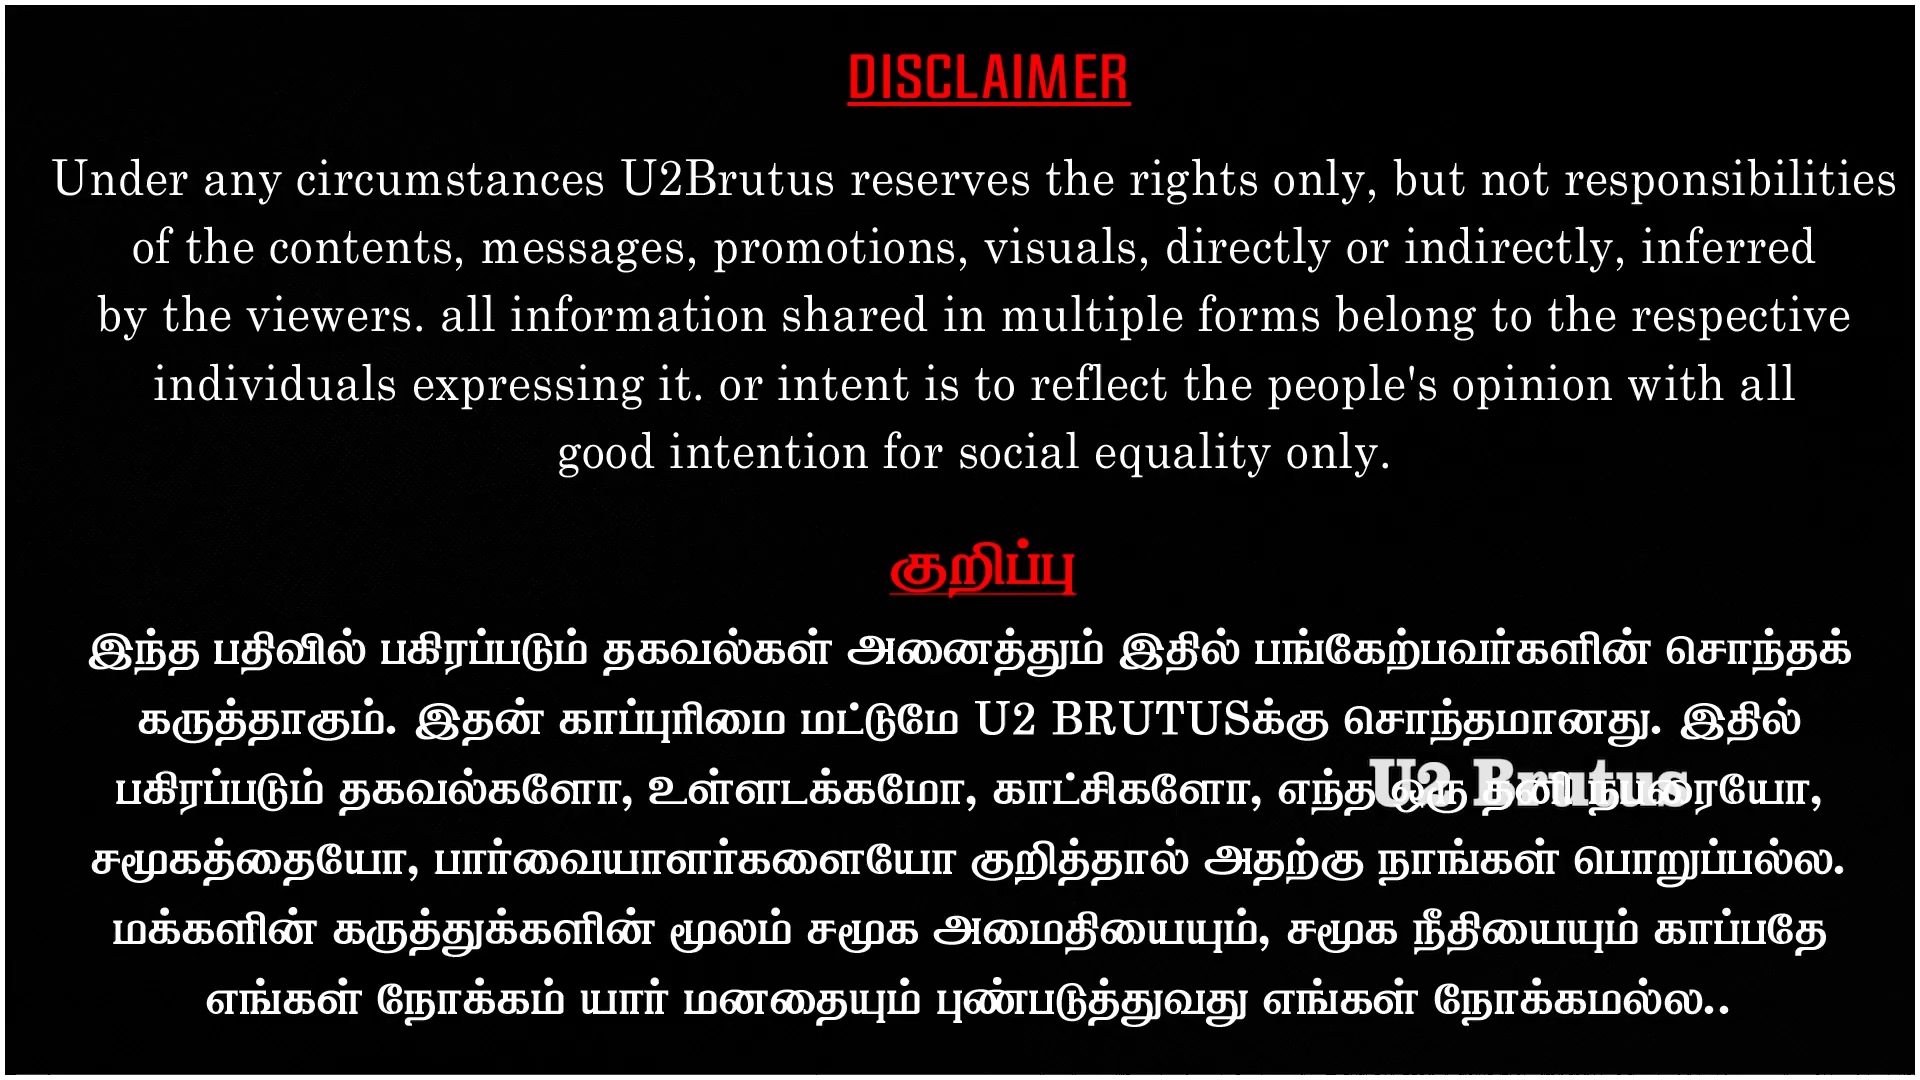 DISCLAIMER
Under any circumstances U2Brutus reserves the rights only, but not responsibilities
of the contents, messages, promotions, visuals, directly or indirectly, inferred
by the viewers. all information shared in multiple forms belong to the respective
individuals expressing it. or intent is to reflect the people's opinion with all
good intention for social equality only.
குறிப்பு
இந்த பதிவில் பகிரப்படும் தகவல்கள் அனைத்தும் இதில் பங்கேற்பவர்களின் சொந்தக்
கருத்தாகும். இதன் காப்புரிமை மட்டுமே U2 BRUTUSக்கு சொந்தமானது. இதில்
பகிரப்படும் தகவல்களோ, உள்ளடக்கமோ, காட்சிகளோ, எந்த ஒரு தனி நபரையோ,
U2 Brutus
சமூகத்தையோ, பார்வையாளர்களையோ குறித்தால் அதற்கு நாங்கள் பொறுப்பல்ல.
மக்களின் கருத்துக்களின் மூலம் சமூக அமைதியையும், சமூக நீதியையும் காப்பதே
எங்கள் நோக்கம் யார் மனதையும் புண்படுத்துவது எங்கள் நோக்கமல்ல..